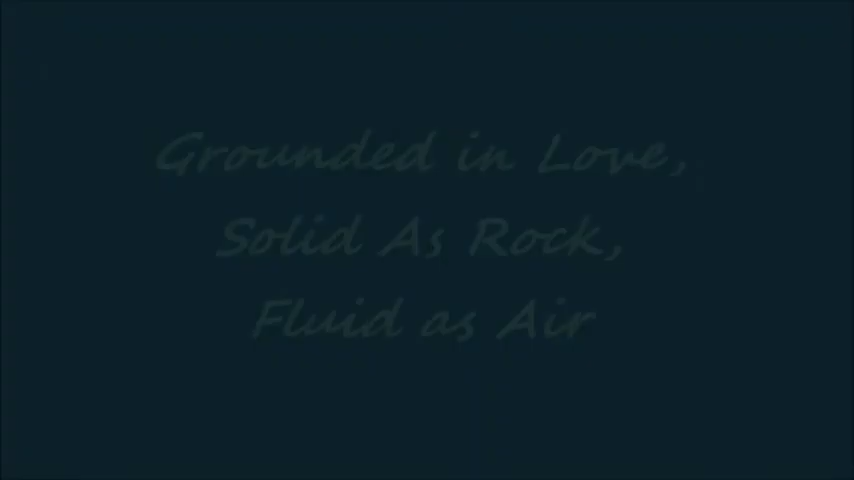 Grounded in Love,
Solid As Rock,
Fluid as Air